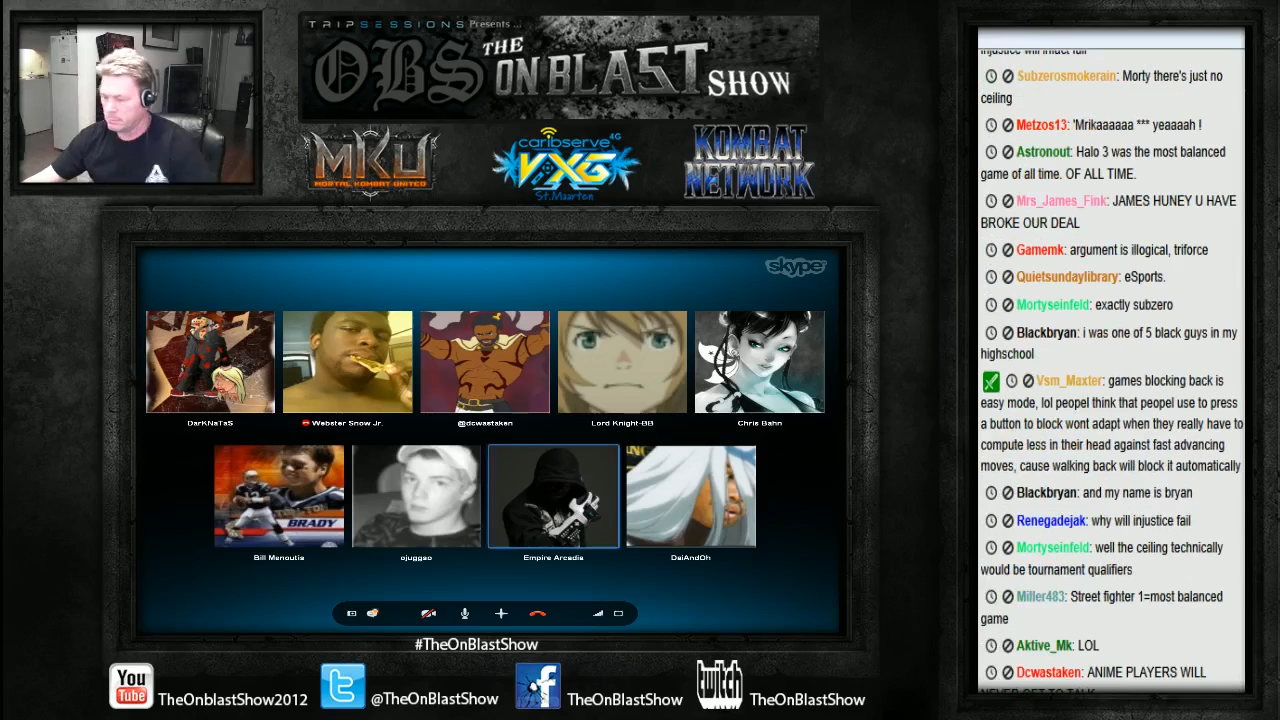 TRIPSESSIONS Presents ...
OBS THE ON BLAST SHOW
MKU
MORTAL KOMBAT UNITED
caribserve 4G
VXG
St.Maarten
KOMBAT
NETWORK
skype
DarKNaTaS
Webster Snow Jr.
@dcwastaken
Lord Knight-BB
Chris Bahn
BRADY
Bill Menoutis
ojuggao
Empire Arcadia
DaiAndOh
#TheOnBlastShow
You
Tube
TheOnblastShow2012
@TheOnBlastShow
TheOnBlastShow
twitch
TheOnBlastShow
Subzerosmokerain: Morty there's just no
ceiling
Metzos13: 'Mrikaaaaaa *** yeaaaah !
Astronout: Halo 3 was the most balanced
game of all time. OF ALL TIME.
Mrs_James_Fink: JAMES HUNEY U HAVE
BROKE OUR DEAL
Gamemk: argument is illogical, triforce
Quietsundaylibrary: eSports.
Mortyseinfeld: exactly subzero
Blackbryan: i was one of 5 black guys in my
highschool
Vsm_Maxter: games blocking back is
easy mode, lol peopel think that peopel use to press
a button to block wont adapt when they really have to
compute less in their head against fast advancing
moves, cause walking back will block it automatically
Blackbryan: and my name is bryan
Renegadejak: why will injustice fail
Mortyseinfeld: well the ceiling technically
would be tournament qualifiers
Miller483: Street fighter 1=most balanced
game
Aktive_Mk: LOL
Dcwastaken: ANIME PLAYERS WILL